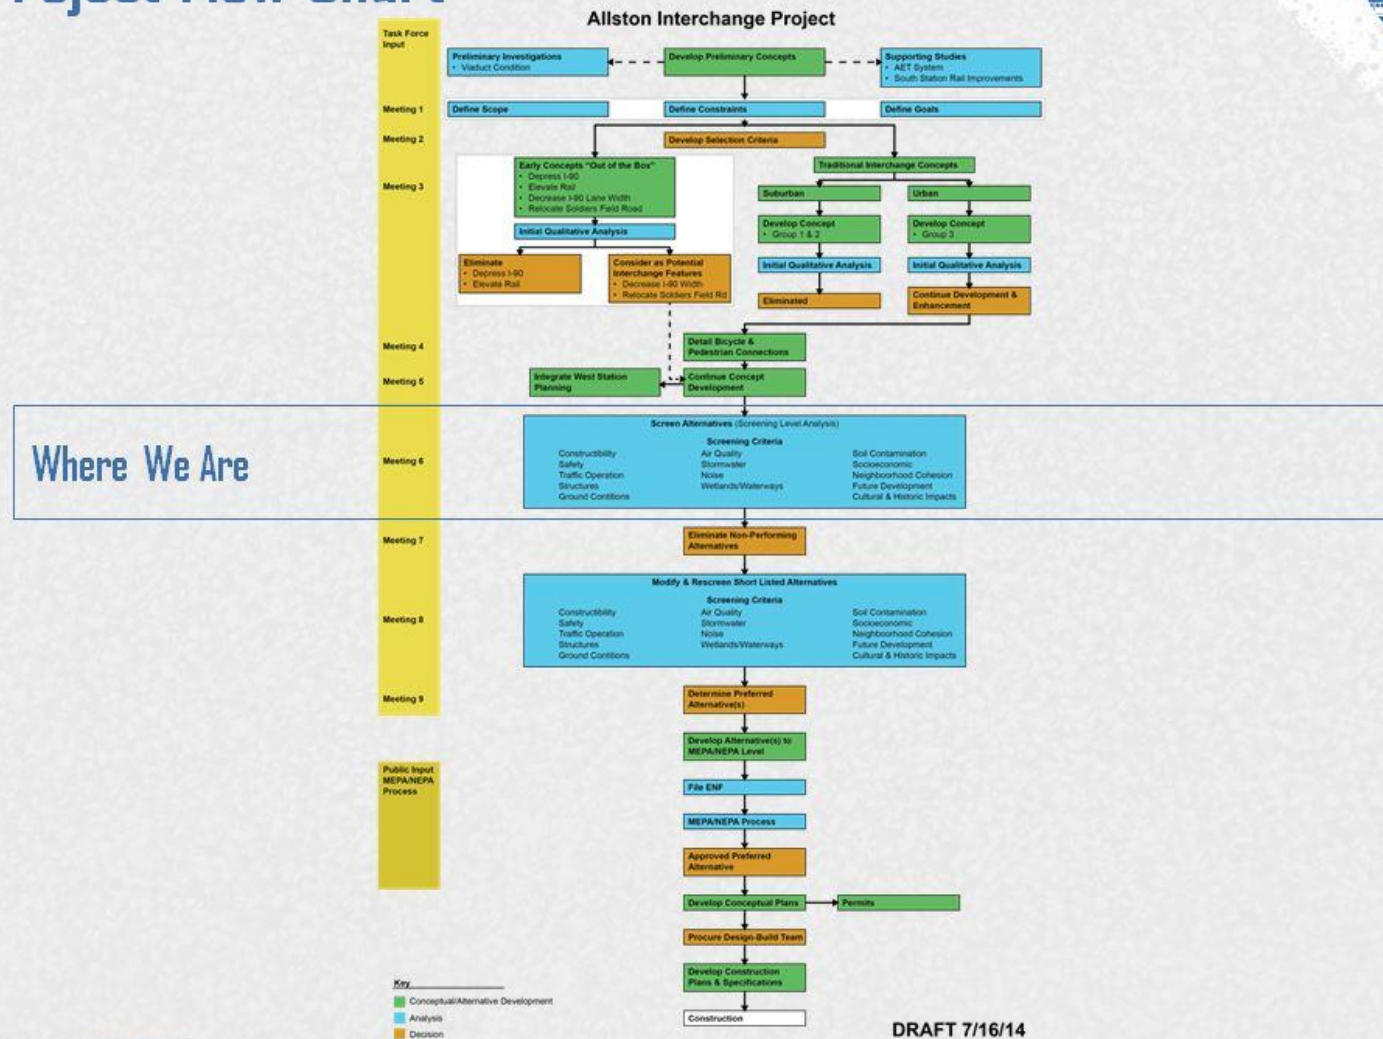 Project Flow Chart
Allston Interchange Project
Task Force
Input
Preliminary Investigations
• Viaduct Condition
Develop Preliminary Concepts
Supporting Studies
• AET System
• South Station Rail Improvements
Meeting 1
Define Scope
Define Constraints
Define Goals
Meeting 2
Develop Selection Criteria
Meeting 3
Early Concepts "Out of the Box"
• Depress I-90
• Elevate Rail
• Decrease I-90 Lane Width
• Relocate Soldiers Field Road
Initial Qualitative Analysis
Eliminate
• Depress I-90
• Elevate Rail
Consider as Potential
Interchange Features
• Decrease I-90 Width
• Relocate Soldiers Field Rd
Traditional Interchange Concepts
Suburban
Urban
Develop Concept
• Group 1 & 2
Develop Concept
• Group 3
Initial Qualitative Analysis
Initial Qualitative Analysis
Eliminated
Continue Development &
Enhancement
Meeting 4
Detail Bicycle &
Pedestrian Connections
Meeting 5
Integrate West Station
Planning
Continue Concept
Development
Where We Are
Meeting 6
Screen Alternatives (Screening Level Analysis)
Screening Criteria
Constructibility
Safety
Traffic Operation
Structures
Ground Contitions
Air Quality
Stormwater
Noise
Wetlands/Waterways
Soil Contamination
Socioeconomic
Neighboorhood Cohesion
Future Development
Cultural & Historic Impacts
Meeting 7
Eliminate Non-Performing
Alternatives
Meeting 8
Modify & Rescreen Short Listed Alternatives
Screening Criteria
Constructibility
Safety
Traffic Operation
Structures
Ground Contitions
Air Quality
Stormwater
Noise
Wetlands/Waterways
Soil Contamination
Socioeconomic
Neighboorhood Cohesion
Future Development
Cultural & Historic Impacts
Meeting 9
Determine Preferred
Alternative(s)
Develop Alternative(s) to
MEPA/NEPA Level
Public Input
MEPA/NEPA
Process
File ENF
MEPA/NEPA Process
Approved Preferred
Alternative
Develop Conceptual Plans
Permits
Procure Design-Build Team
Develop Construction
Plans & Specifications
Construction
Key
Conceptual/Alternative Development
Analysis
Decision
DRAFT 7/16/14